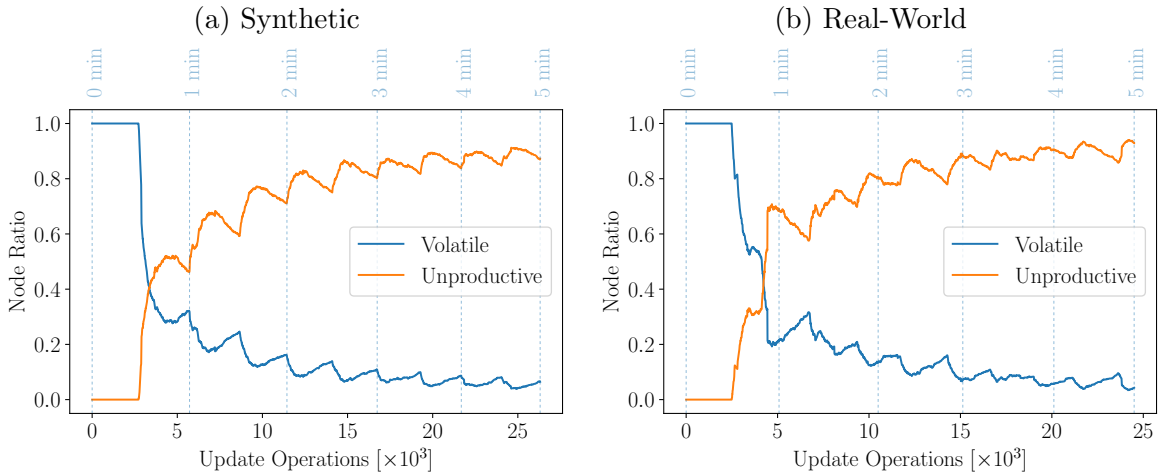 (a) Synthetic
0 min
1 min
2 min
3 min
4 min
5 min
1.0
0.8
0.6
0.4
0.2
0.0
Node Ratio
Volatile
Unproductive
0
5
10
15
20
25
Update Operations [×10³]
(b) Real-World
0 min
1 min
2 min
3 min
4 min
5 min
1.0
0.8
0.6
0.4
0.2
0.0
Node Ratio
Volatile
Unproductive
0
5
10
15
20
25
Update Operations [×10³]